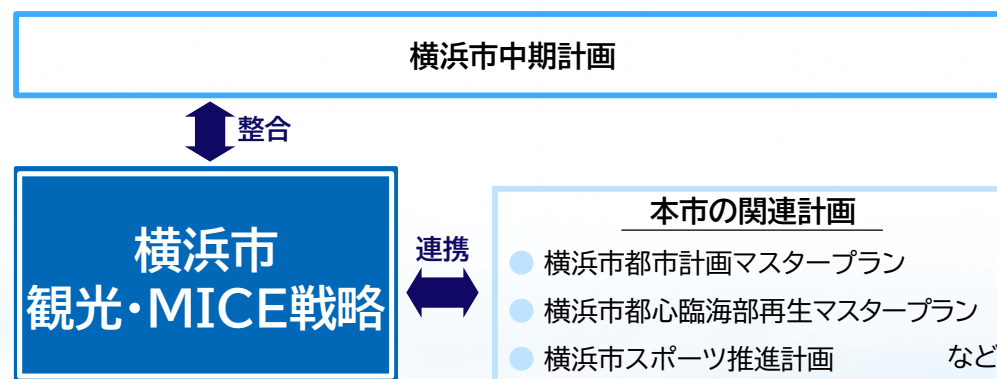 横浜市中期計画
整合
横浜市
観光・MICE戦略
連携
本市の関連計画
横浜市都市計画マスタープラン
横浜市都心臨海部再生マスタープラン
横浜市スポーツ推進計画 など